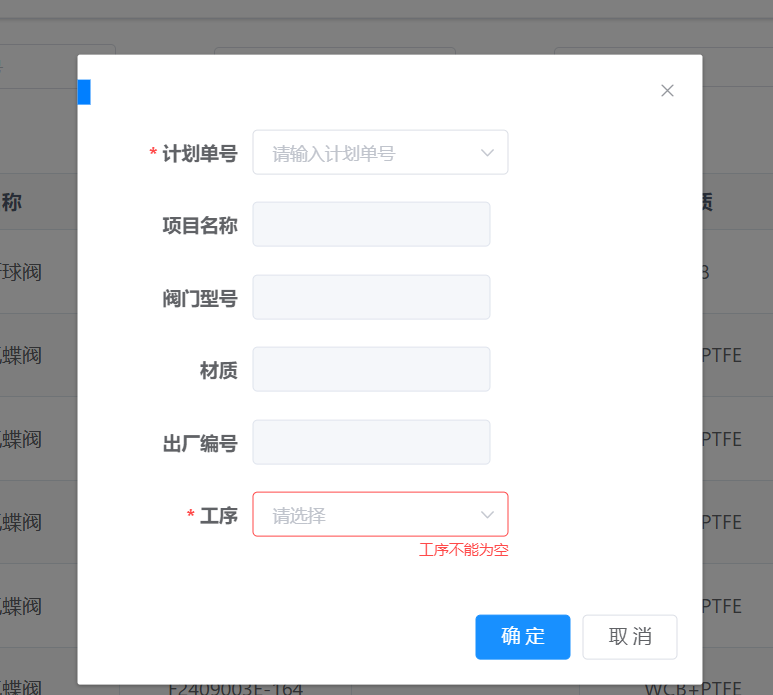 * 计划单号 请输入计划单号
称 项目名称 质
球阀
阀门型号
蝶阀 材质 PTFE
蝶阀 出厂编号 PTFE
* 工序 请选择
蝶阀 PTFE
工序不能为空
蝶阀 PTFE
确定 取消
蝶阀 F2409003F-164 WCB+PTFE